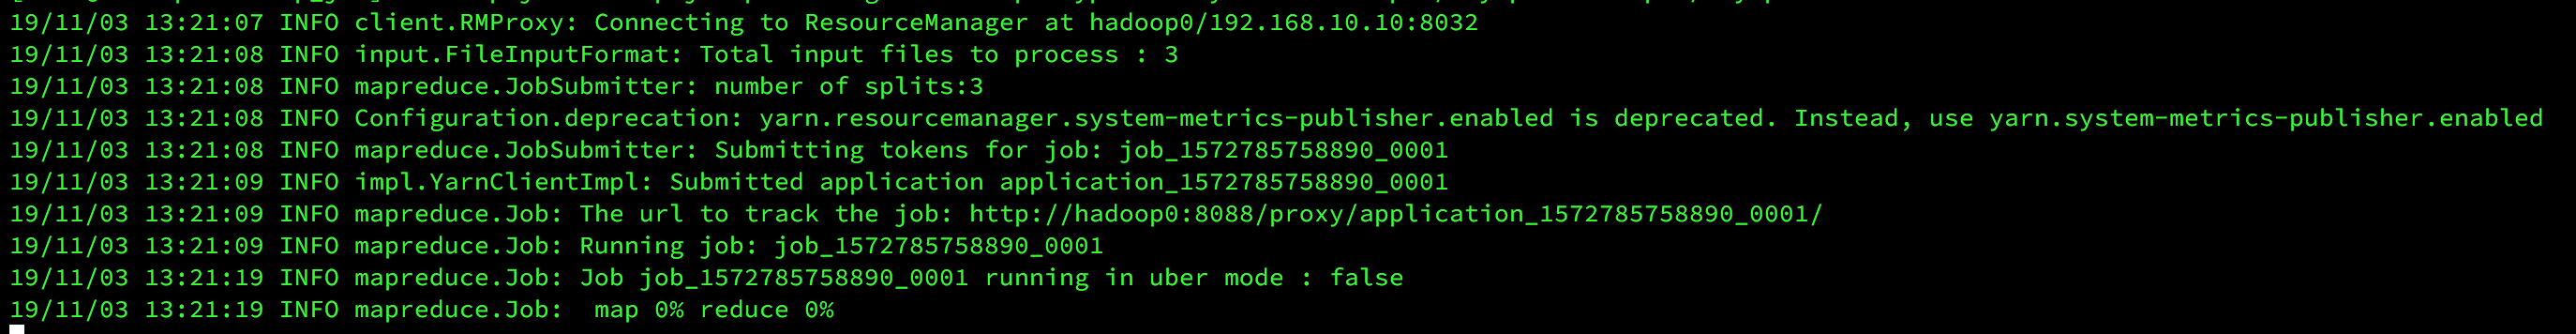 19/11/03 13:21:07 INFO client.RMProxy: Connecting to ResourceManager at hadoop0/192.168.10.10:8032
19/11/03 13:21:08 INFO input.FileInputFormat: Total input files to process : 3
19/11/03 13:21:08 INFO mapreduce.JobSubmitter: number of splits:3
19/11/03 13:21:08 INFO Configuration.deprecation: yarn.resourcemanager.system-metrics-publisher.enabled is deprecated. Instead, use yarn.system-metrics-publisher.enabled
19/11/03 13:21:08 INFO mapreduce.JobSubmitter: Submitting tokens for job: job_1572785758890_0001
19/11/03 13:21:09 INFO impl.YarnClientImpl: Submitted application application_1572785758890_0001
19/11/03 13:21:09 INFO mapreduce.Job: The url to track the job: http://hadoop0:8088/proxy/application_1572785758890_0001/
19/11/03 13:21:09 INFO mapreduce.Job: Running job: job_1572785758890_0001
19/11/03 13:21:19 INFO mapreduce.Job: Job job_1572785758890_0001 running in uber mode : false
19/11/03 13:21:19 INFO mapreduce.Job:  map 0% reduce 0%